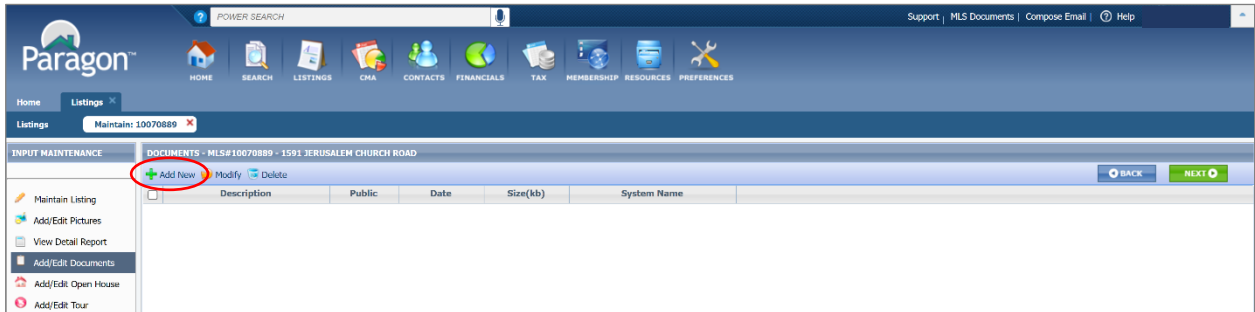 ? POWER SEARCH
Support | MLS Documents | Compose Email | ? Help
Paragon™
HOME SEARCH LISTINGS CMA CONTACTS FINANCIALS TAX MEMBERSHIP RESOURCES PREFERENCES
Home Listings ×
Listings Maintain: 10070889 ×
INPUT MAINTENANCE DOCUMENTS - MLS#10070889 - 1591 JERUSALEM CHURCH ROAD
Add New Modify Delete BACK NEXT
Description Public Date Size(kb) System Name
Maintain Listing
Add/Edit Pictures
View Detail Report
Add/Edit Documents
Add/Edit Open House
Add/Edit Tour